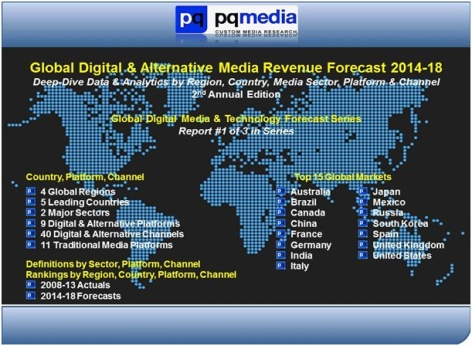 pq pqmedia
CUSTOM MEDIA RESEARCH
Global Digital & Alternative Media Revenue Forecast 2014-18
Deep-Dive Data & Analytics by Region, Country, Media Sector, Platform & Channel
2nd Annual Edition
Global Digital Media & Technology Forecast Series
Report #1 of 3 in Series
Country, Platform, Channel
4 Global Regions
5 Leading Countries
2 Major Sectors
9 Digital & Alternative Platforms
40 Digital & Alternative Channels
11 Traditional Media Platforms
Definitions by Sector, Platform, Channel
Rankings by Region, Country, Platform, Channel
2008-13 Actuals
2014-18 Forecasts
Top 15 Global Markets
Australia
Brazil
Canada
China
France
Germany
India
Italy
Japan
Mexico
Russia
South Korea
Spain
United Kingdom
United States